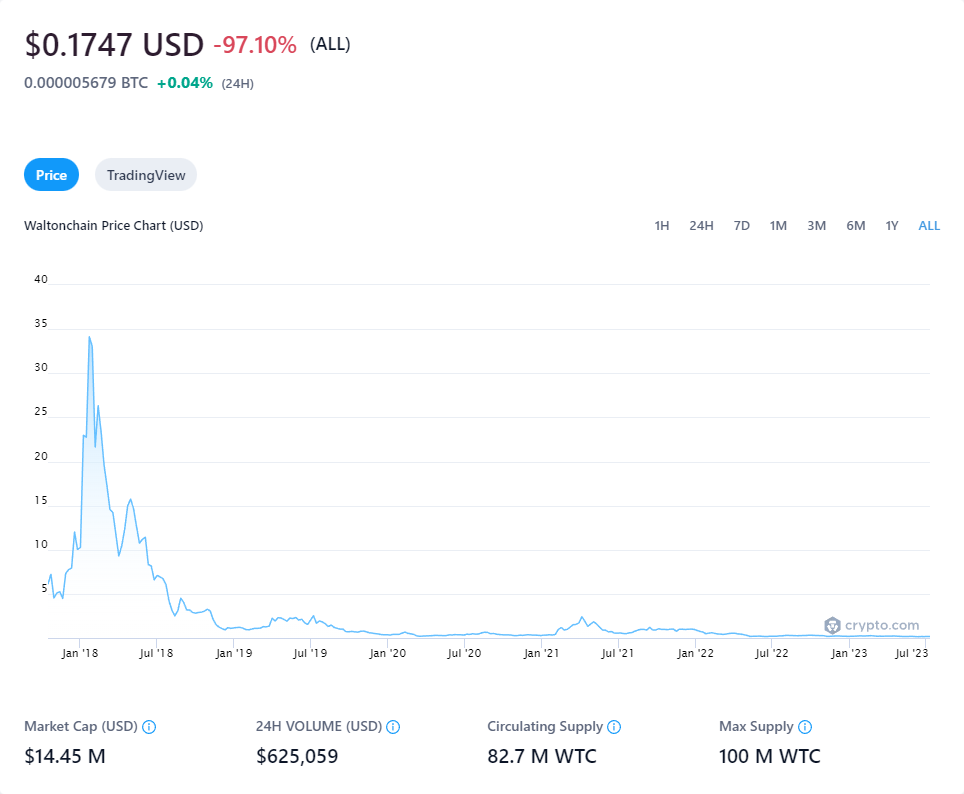 $0.1747 USD -97.10% (ALL)
0.000005679 BTC +0.04% (24H)
Price TradingView
Waltonchain Price Chart (USD) 1H 24H 7D 1M 3M 6M 1Y ALL
40
35
30
25
20
15
10
5
crypto.com
Jan '18 Jul '18 Jan '19 Jul '19 Jan '20 Jul '20 Jan '21 Jul '21 Jan '22 Jul '22 Jan '23 Jul '23
Market Cap (USD) 24H VOLUME (USD) Circulating Supply Max Supply
$14.45 M $625,059 82.7 M WTC 100 M WTC